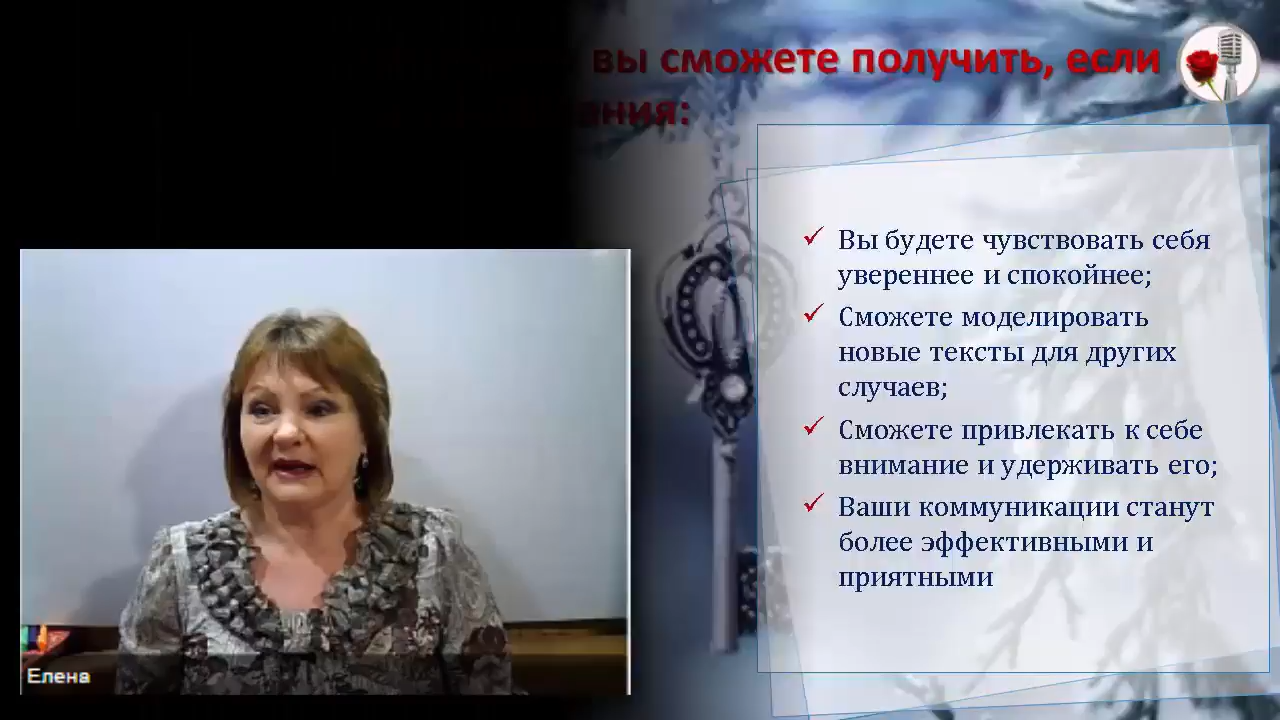 вы сможете получить, если
Вы будете чувствовать себя
увереннее и спокойнее;
Сможете моделировать
новые тексты для других
случаев;
Сможете привлекать к себе
внимание и удерживать его;
Ваши коммуникации станут
более эффективными и
приятными
Елена